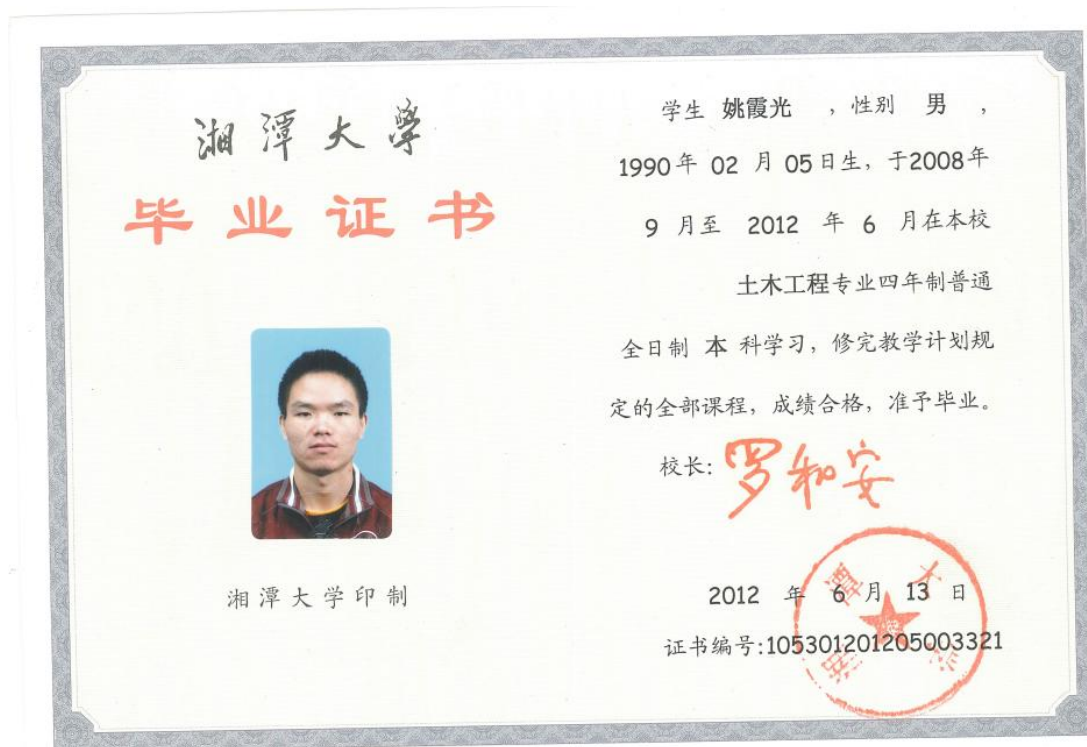 湘潭大学
毕业证书
湘潭大学印制
学生 姚霞光 ，性别 男 ，
1990年 02 月 05日生，于2008年
9 月至 2012 年 6 月在本校
土木工程专业四年制普通
全日制 本 科学习，修完教学计划规
定的全部课程，成绩合格，准予毕业。
校长：罗和安
2012 年 6 月 13 日
证书编号:105301201205003321
湘潭大学